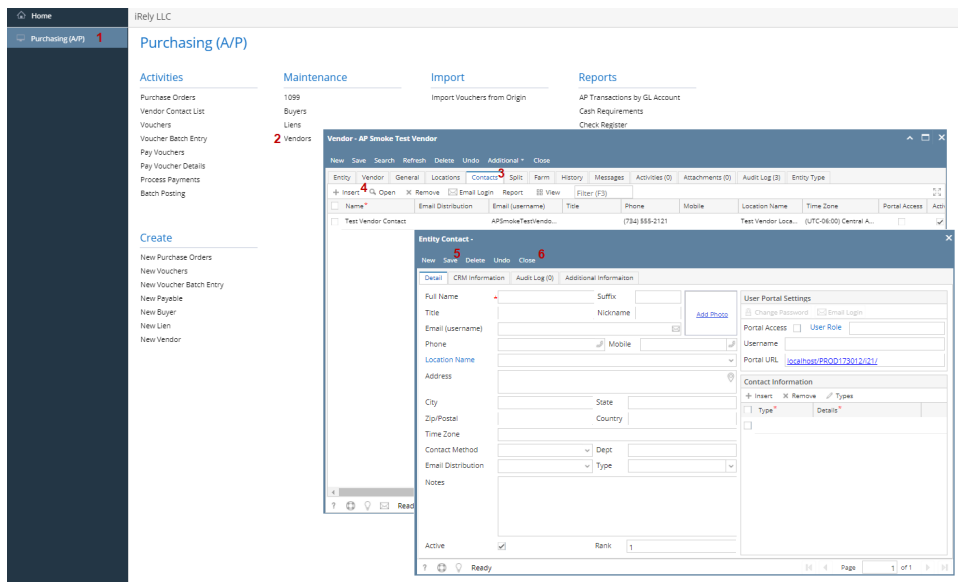 Home
iRely LLC
Purchasing (A/P) 1
Purchasing (A/P)
Activities
Purchase Orders
Vendor Contact List
Vouchers
Voucher Batch Entry
Pay Vouchers
Pay Voucher Details
Process Payments
Batch Posting
Maintenance
1099
Buyers
Liens
2 Vendors
Import
Import Vouchers from Origin
Reports
AP Transactions by GL Account
Cash Requirements
Check Register
Create
New Purchase Orders
New Vouchers
New Voucher Batch Entry
New Payable
New Buyer
New Lien
New Vendor
Vendor - AP Smoke Test Vendor
New Save Search Refresh Delete Undo Additional Close
Entity Vendor General Locations Contacts 3 Split Farm History Messages Activities (0) Attachments (0) Audit Log (3) Entity Type
Insert 4 Open Remove Email Login Report View Filter (F3)
Name* Email Distribution Email (username) Title Phone Mobile Location Name Time Zone Portal Access Activ
Test Vendor Contact APSmokeTestVendo... (734) 555-2121 Test Vendor Loca... (UTC-06:00) Central A...
? Ready
Entity Contact -
New Save 5 Delete Undo Close 6
Detail CRM Information Audit Log (0) Additional Informaiton
Full Name * Suffix
Title Nickname
Add Photo
Email (username)
Phone Mobile
Location Name
Address
City State
Zip/Postal Country
Time Zone
Contact Method Dept
Email Distribution Type
Notes
Active Rank 1
User Portal Settings
Change Password Email Login
Portal Access User Role
Username
Portal URL localhost/PROD173012/i21/
Contact Information
Insert Remove Types
Type* Details*
? Ready Page 1 of 1